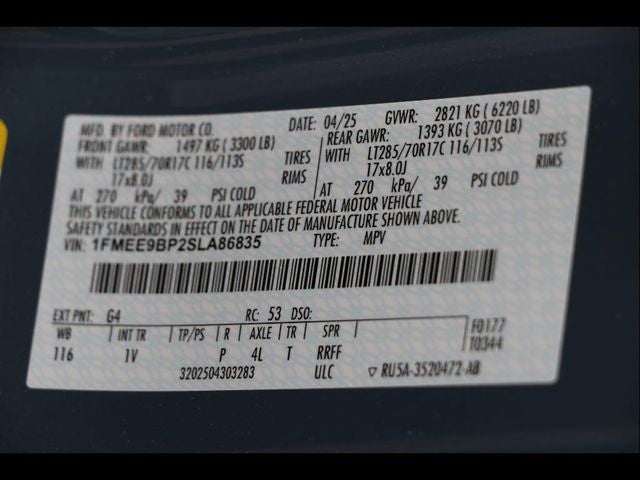 MFD. BY FORD MOTOR CO. DATE: 04/25 GVWR: 2821 KG ( 6220 LB)
FRONT GAWR: 1497 KG ( 3300 LB) REAR GAWR: 1393 KG ( 3070 LB)
WITH LT285/70R17C 116/113S TIRES WITH LT285/70R17C 116/113S TIRES
17x8.0J RIMS 17x8.0J RIMS
AT 270 kPa/ 39 PSI COLD AT 270 kPa/ 39 PSI COLD
THIS VEHICLE CONFORMS TO ALL APPLICABLE FEDERAL MOTOR VEHICLE
SAFETY STANDARDS IN EFFECT ON THE DATE OF MANUFACTURE SHOWN ABOVE.
VIN: 1FMEE9BP2SLA86835 TYPE: MPV
EXT PNT: G4 RC: 53 DSO:
WB INT TR TP/PS R AXLE TR SPR F0177
116 1V P 4L T RRFF T0344
3202504303283 ULC ▽ RU5A-3520472-AB